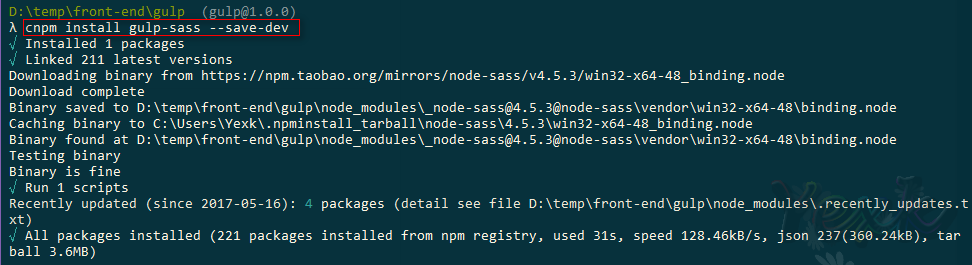 D:\temp\front-end\gulp (gulp@1.0.0)
λ cnpm install gulp-sass --save-dev
√ Installed 1 packages
√ Linked 211 latest versions
Downloading binary from https://npm.taobao.org/mirrors/node-sass/v4.5.3/win32-x64-48_binding.node
Download complete
Binary saved to D:\temp\front-end\gulp\node_modules\_node-sass@4.5.3@node-sass\vendor\win32-x64-48\binding.node
Caching binary to C:\Users\Yexk\.npminstall_tarball\node-sass\4.5.3\win32-x64-48_binding.node
Binary found at D:\temp\front-end\gulp\node_modules\_node-sass@4.5.3@node-sass\vendor\win32-x64-48\binding.node
Testing binary
Binary is fine
√ Run 1 scripts
Recently updated (since 2017-05-16): 4 packages (detail see file D:\temp\front-end\gulp\node_modules\.recently_updates.t
xt)
√ All packages installed (221 packages installed from npm registry, used 31s, speed 128.46kB/s, json 237(360.24kB), tar
ball 3.6MB)